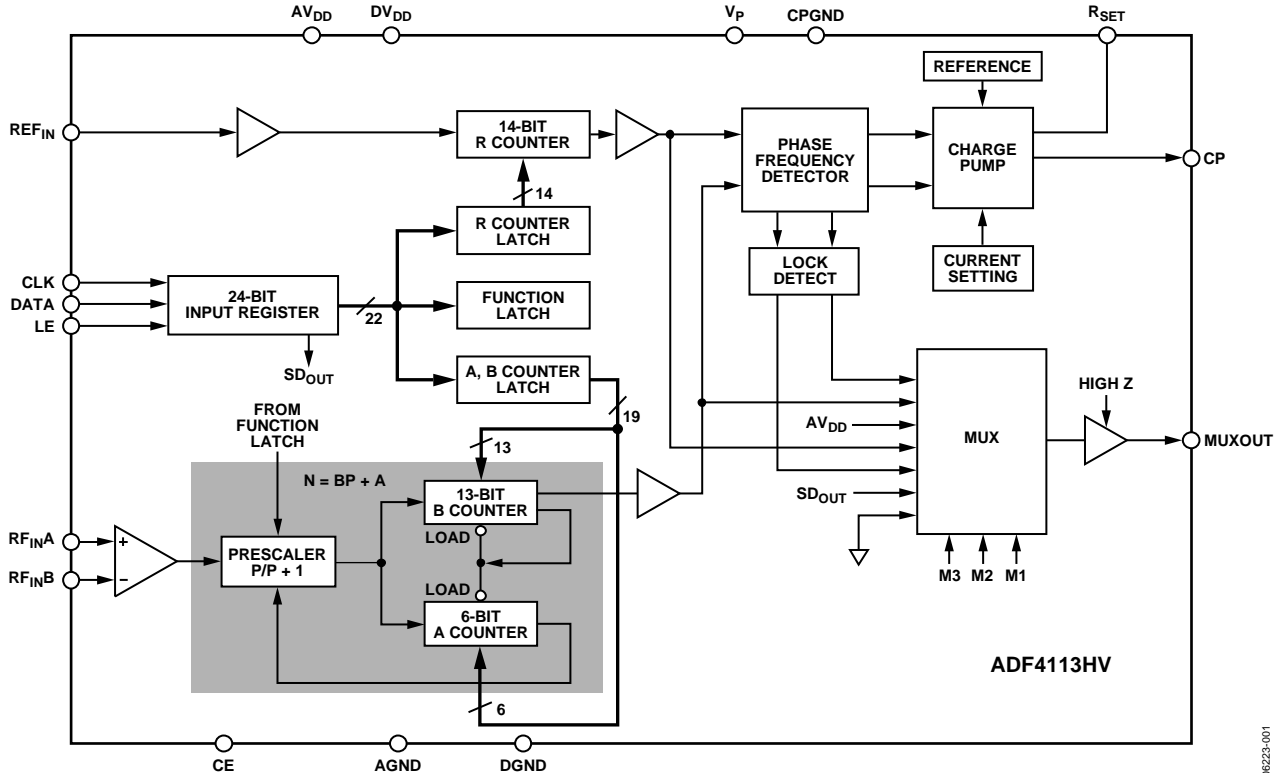 AVDD
DVDD
VP
CPGND
RSET
REFERENCE
REFIN
14-BIT
R COUNTER
PHASE
FREQUENCY
DETECTOR
CHARGE
PUMP
CP
14
R COUNTER
LATCH
LOCK
DETECT
CURRENT
SETTING
CLK
DATA
LE
24-BIT
INPUT REGISTER
22
FUNCTION
LATCH
SDOUT
A, B COUNTER
LATCH
19
FROM
FUNCTION
LATCH
13
HIGH Z
AVDD
MUX
MUXOUT
N = BP + A
13-BIT
B COUNTER
SDOUT
RFINA
+
LOAD
PRESCALER
P/P + 1
RFINB
−
LOAD
M3
M2
M1
6-BIT
A COUNTER
ADF4113HV
6
CE
AGND
DGND
06223-001